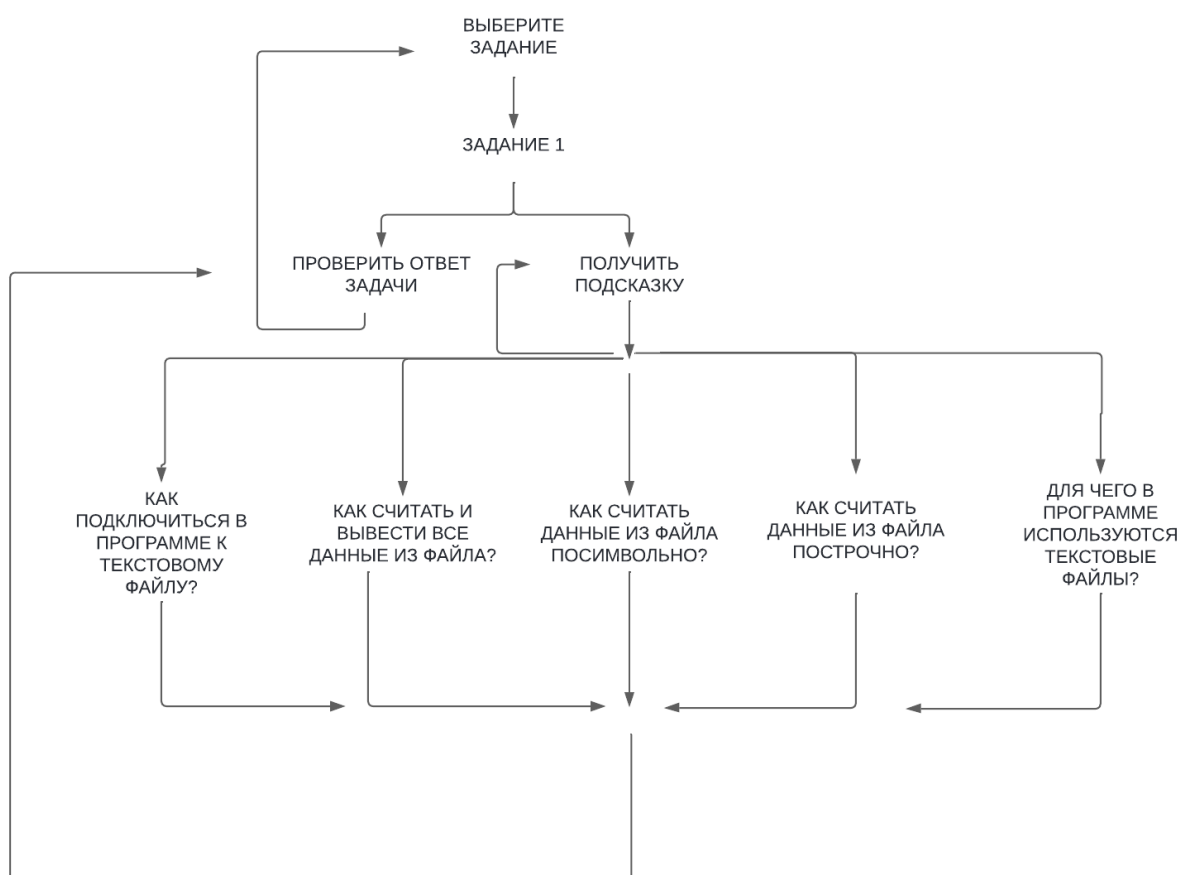 ВЫБЕРИТЕ
ЗАДАНИЕ
ЗАДАНИЕ 1
ПРОВЕРИТЬ ОТВЕТ
ЗАДАЧИ
ПОЛУЧИТЬ
ПОДСКАЗКУ
КАК
ПОДКЛЮЧИТЬСЯ В
ПРОГРАММЕ К
ТЕКСТОВОМУ
ФАЙЛУ?
КАК СЧИТАТЬ И
ВЫВЕСТИ ВСЕ
ДАННЫЕ ИЗ ФАЙЛА?
КАК СЧИТАТЬ
ДАННЫЕ ИЗ ФАЙЛА
ПОСИМВОЛЬНО?
КАК СЧИТАТЬ
ДАННЫЕ ИЗ ФАЙЛА
ПОСТРОЧНО?
ДЛЯ ЧЕГО В
ПРОГРАММЕ
ИСПОЛЬЗУЮТСЯ
ТЕКСТОВЫЕ
ФАЙЛЫ?